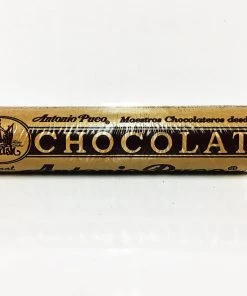 Antonio Pueo, Maestros Chocolateros desde
CHOCOLAT
Antonio Pueo®